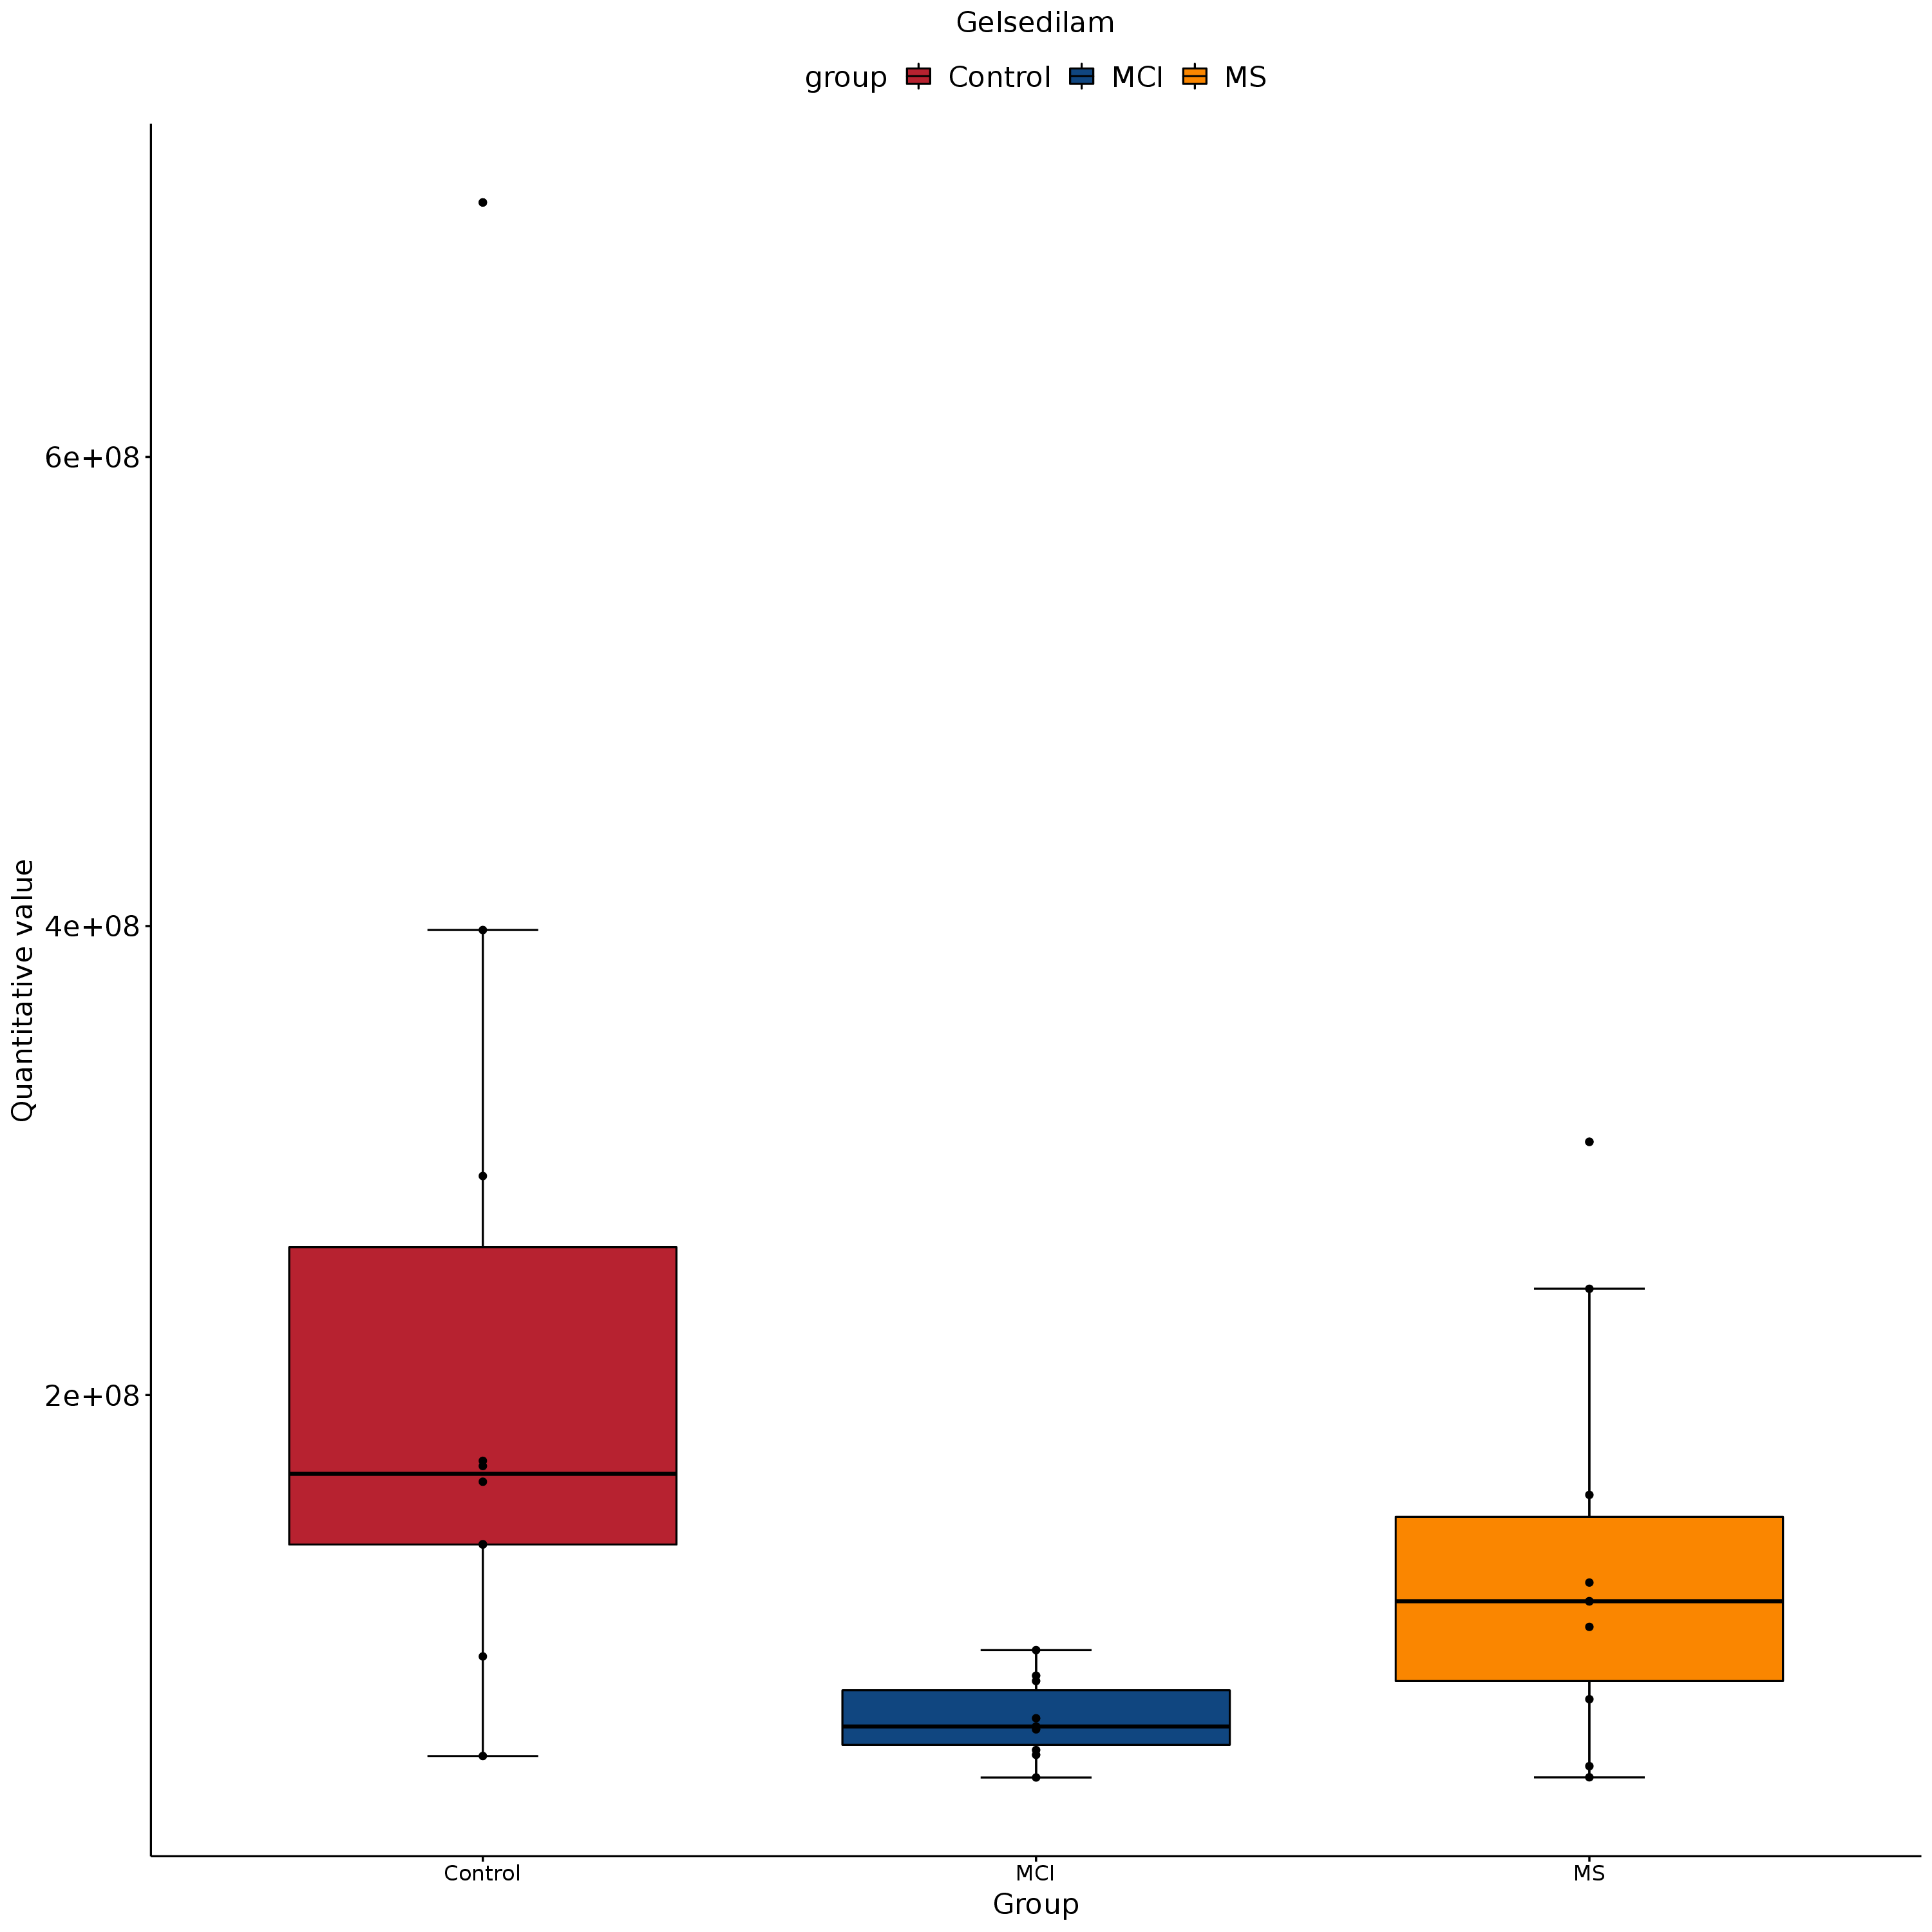 Gelsedilam
group Control MCI MS
6e+08
4e+08
2e+08
Quantitative value
Control MCI MS
Group